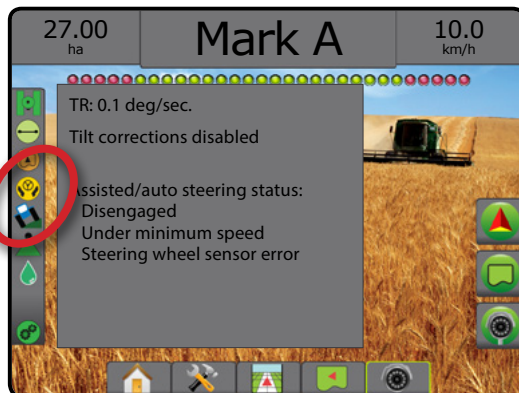 27.00
ha
Mark A
10.0
km/h
TR: 0.1 deg/sec.
Tilt corrections disabled
Assisted/auto steering status:
Disengaged
Under minimum speed
Steering wheel sensor error